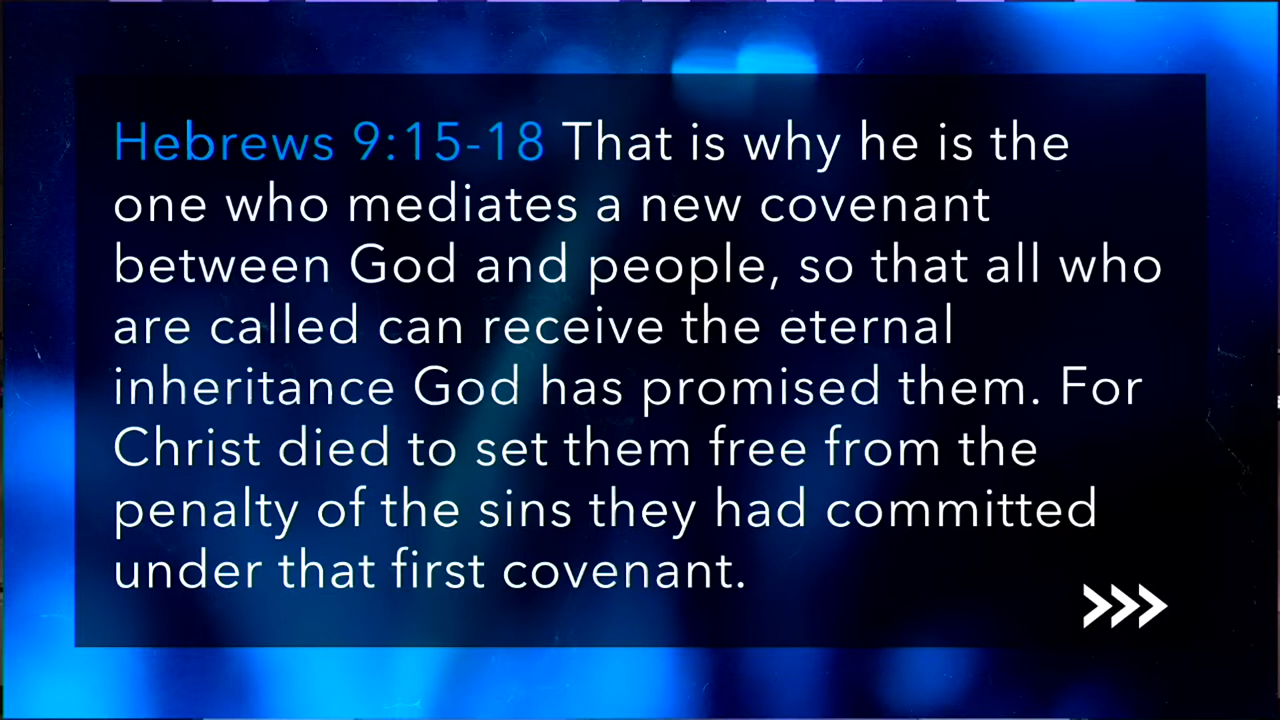 Hebrews 9:15-18 That is why he is the
one who mediates a new covenant
between God and people, so that all who
are called can receive the eternal
inheritance God has promised them. For
Christ died to set them free from the
penalty of the sins they had committed
under that first covenant.